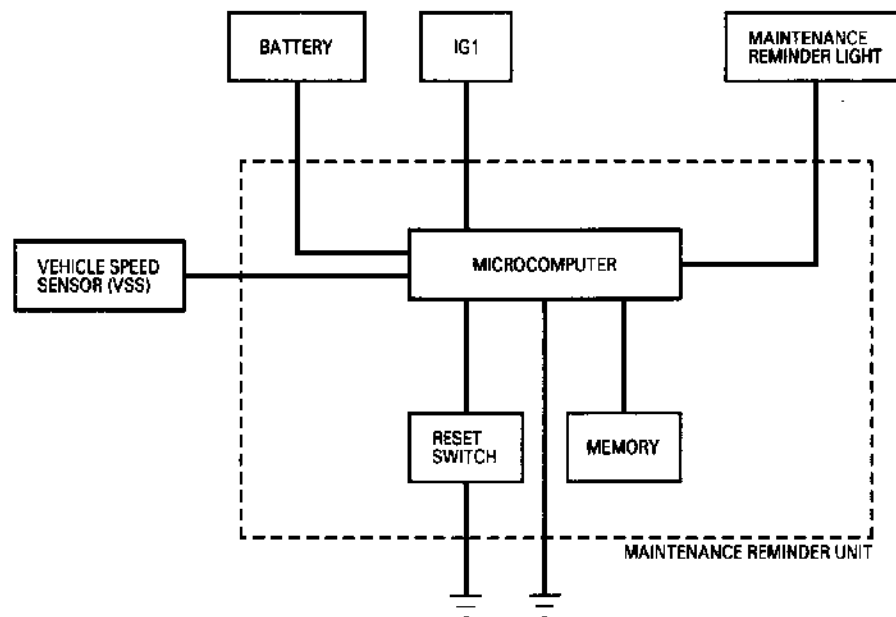 BATTERY
IG1
MAINTENANCE
REMINDER LIGHT
VEHICLE SPEED
SENSOR (VSS)
MICROCOMPUTER
RESET
SWITCH
MEMORY
MAINTENANCE REMINDER UNIT